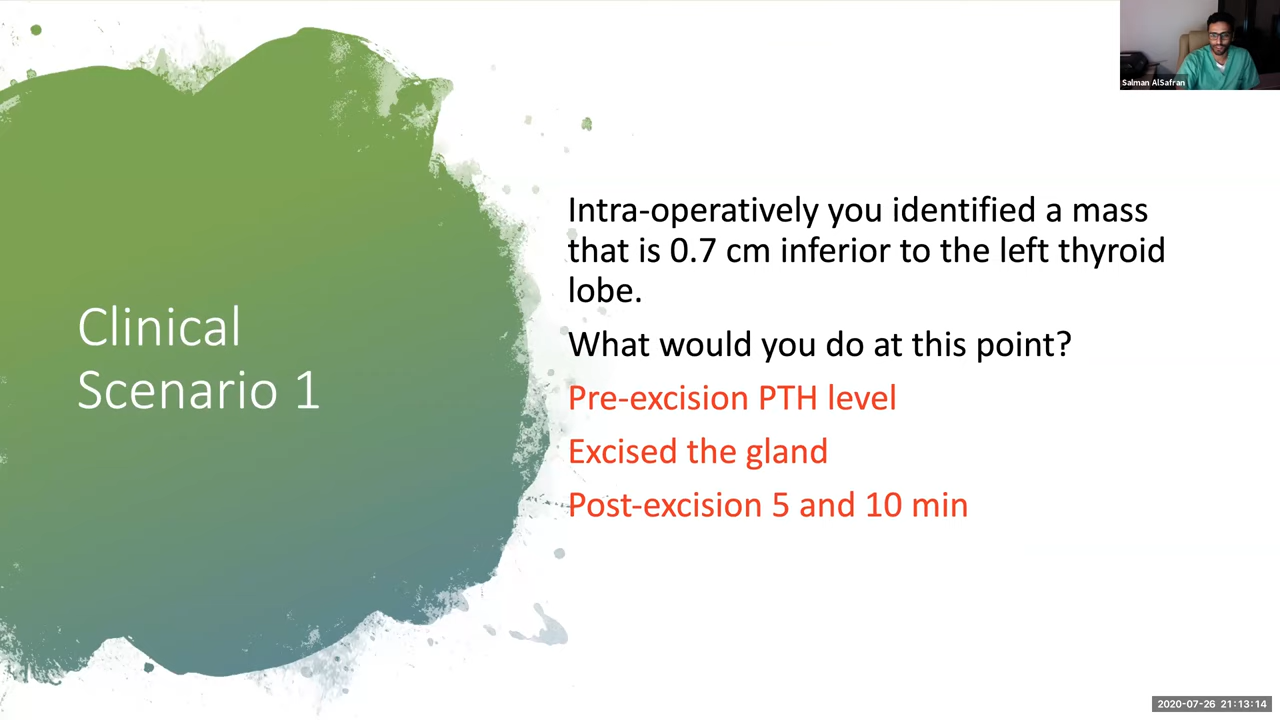 Salman AlSafran
Intra-operatively you identified a mass
that is 0.7 cm inferior to the left thyroid
lobe.
What would you do at this point?
Pre-excision PTH level
Excised the gland
Post-excision 5 and 10 min
Clinical
Scenario 1
2020-07-26 21:13:14